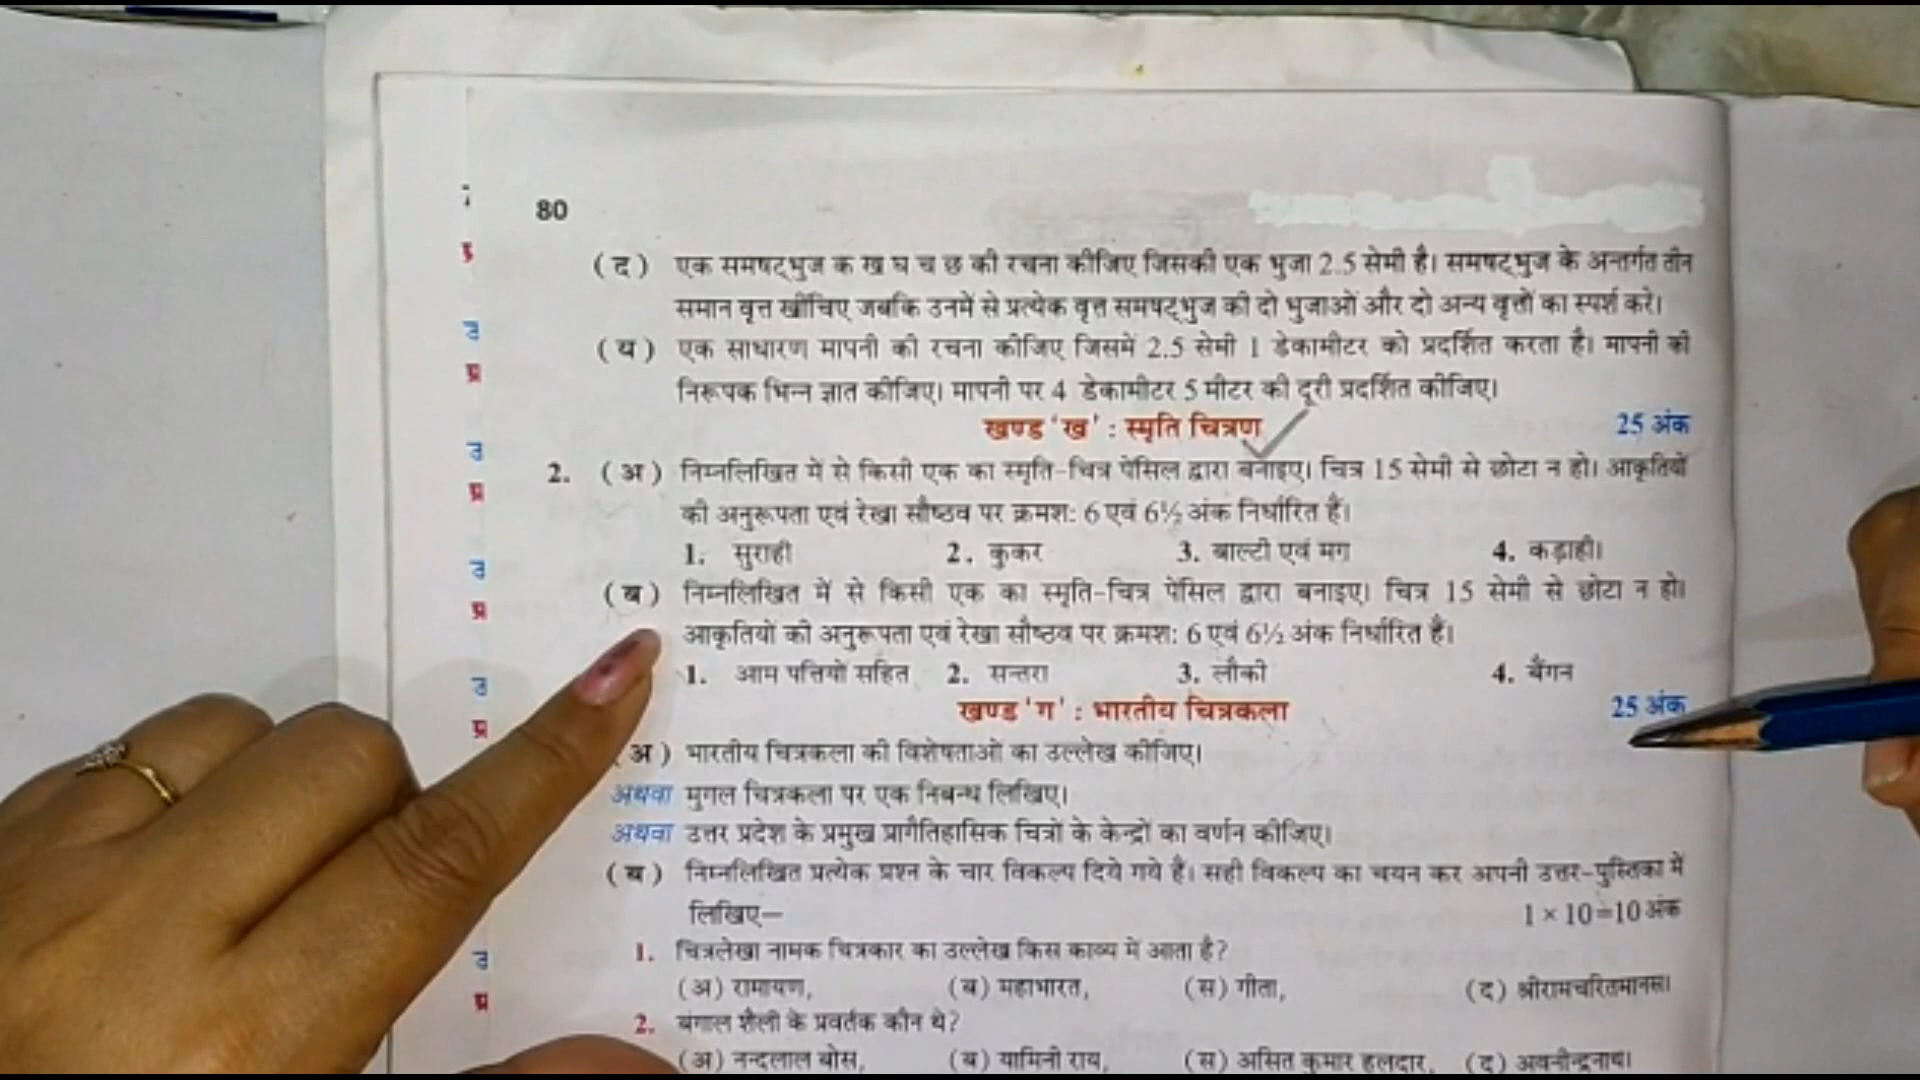 80
(द) एक समषट्भुज क ख घ च छ की रचना कीजिए जिसकी एक भुजा 2.5 सेमी है। समषट्भुज के अन्तर्गत तीन
समान वृत्त खींचिए जबकि उनमें से प्रत्येक वृत्त समषट्भुज की दो भुजाओं और दो अन्य वृत्तों का स्पर्श करे।
(य) एक साधारण मापनी की रचना कीजिए जिसमें 2.5 सेमी 1 डेकामीटर को प्रदर्शित करता है। मापनी की
निरूपक भिन्न ज्ञात कीजिए। मापनी पर 4 डेकामीटर 5 मीटर की दूरी प्रदर्शित कीजिए।
खण्ड 'ख' : स्मृति चित्रण 25 अंक
2. (अ) निम्नलिखित में से किसी एक का स्मृति-चित्र पेंसिल द्वारा बनाइए। चित्र 15 सेमी से छोटा न हो। आकृतियों
की अनुरूपता एवं रेखा सौष्ठव पर क्रमश: 6 एवं 6½ अंक निर्धारित हैं।
1. सुराही 2. कुकर 3. बाल्टी एवं मग 4. कड़ाही।
(ब) निम्नलिखित में से किसी एक का स्मृति-चित्र पेंसिल द्वारा बनाइए। चित्र 15 सेमी से छोटा न हो।
आकृतियों की अनुरूपता एवं रेखा सौष्ठव पर क्रमश: 6 एवं 6½ अंक निर्धारित हैं।
1. आम पत्तियों सहित 2. सन्तरा 3. लौकी 4. बैंगन
खण्ड 'ग' : भारतीय चित्रकला 25 अंक
(अ) भारतीय चित्रकला की विशेषताओं का उल्लेख कीजिए।
अथवा मुगल चित्रकला पर एक निबन्ध लिखिए।
अथवा उत्तर प्रदेश के प्रमुख प्रागैतिहासिक चित्रों के केन्द्रों का वर्णन कीजिए।
(ब) निम्नलिखित प्रत्येक प्रश्न के चार विकल्प दिये गये हैं। सही विकल्प का चयन कर अपनी उत्तर-पुस्तिका में
लिखिए— 1 × 10=10 अंक
1. चित्रलेखा नामक चित्रकार का उल्लेख किस काव्य में आता है?
(अ) रामायण, (ब) महाभारत, (स) गीता, (द) श्रीरामचरितमानस।
2. बंगाल शैली के प्रवर्तक कौन थे?
(अ) नन्दलाल बोस, (ब) यामिनी राय, (स) असित कुमार हलदार, (द) अवनीन्द्रनाथ।